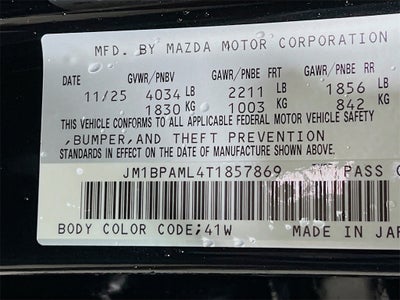 MFD. BY MAZDA MOTOR CORPORATION
DATE GVWR/PNBV GAWR/PNBE FRT GAWR/PNBE RR
11/25 4034 LB 2211 LB 1856 LB
1830 KG 1003 KG 842 KG
THIS VEHICLE CONFORMS TO ALL APPLICABLE FEDERAL MOTOR VEHICLE SAFETY
,BUMPER,AND THEFT PREVENTION
STANDARDS IN EFFECT ON THE DATE OF MANUFACTURE SHOWN ABOVE.
JM1BPAML4T1857869 TYPE PASS
BODY COLOR CODE;41W MADE IN JAP